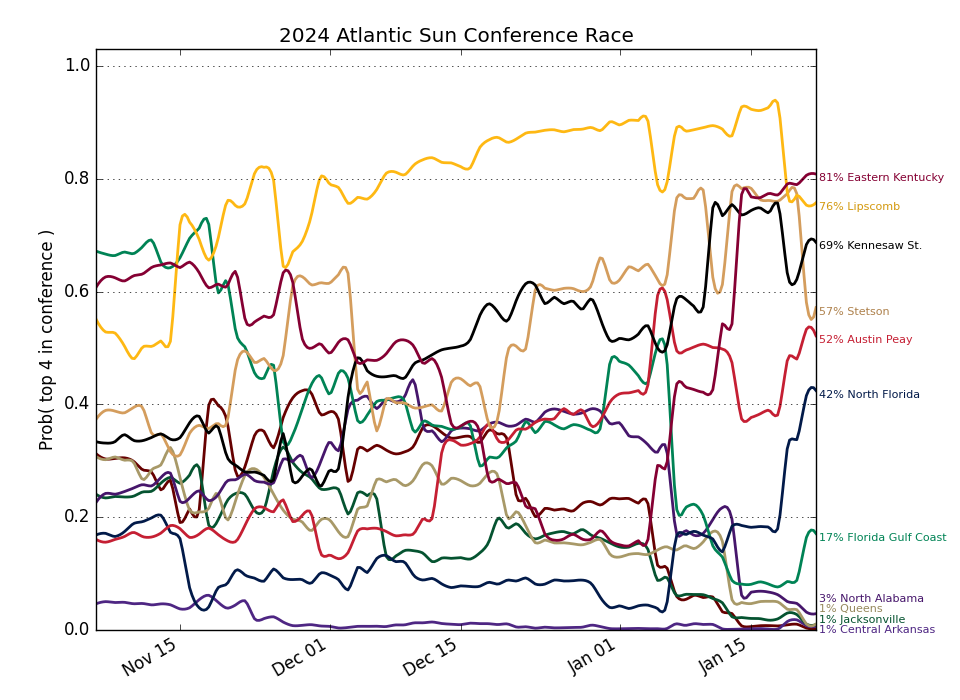 2024 Atlantic Sun Conference Race
Prob( top 4 in conference )
1.0
0.8
0.6
0.4
0.2
0.0
Nov 15
Dec 01
Dec 15
Jan 01
Jan 15
81% Eastern Kentucky
76% Lipscomb
69% Kennesaw St.
57% Stetson
52% Austin Peay
42% North Florida
17% Florida Gulf Coast
3% North Alabama
1% Queens
1% Jacksonville
1% Central Arkansas